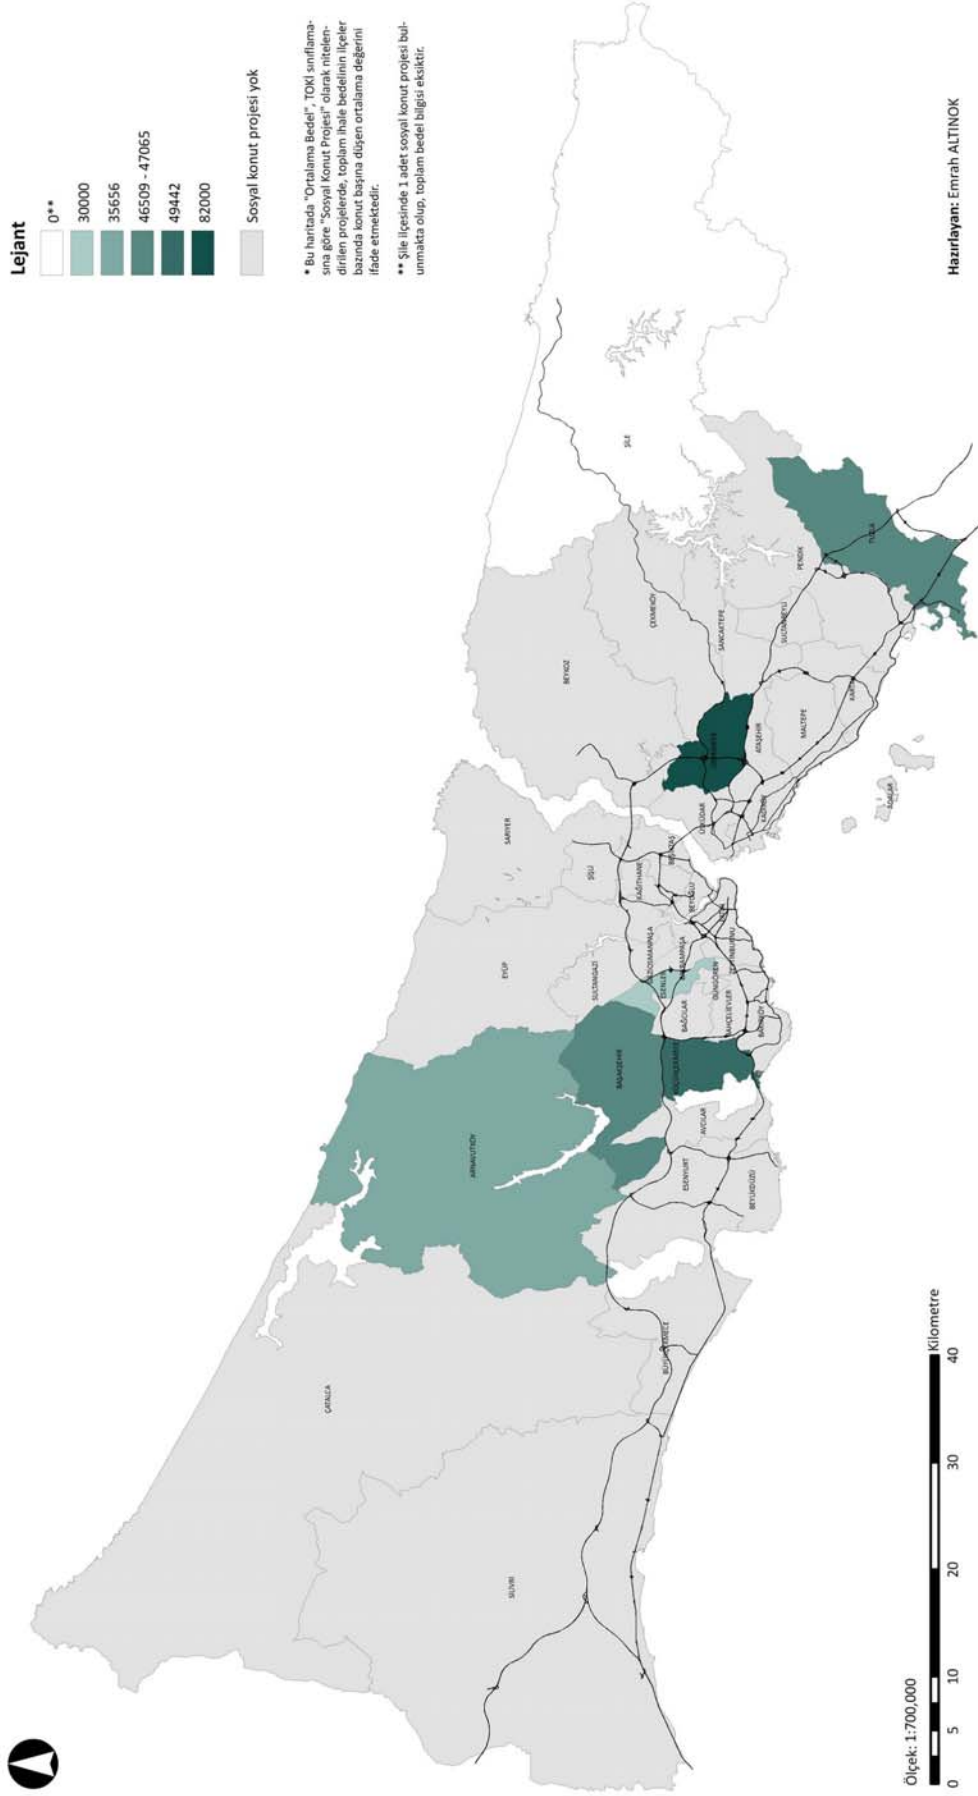 Lejant
0**
30000
35656
46509 - 47065
49442
82000
Sosyal konut projesi yok
* Bu haritada "Ortalama Bedel", TOKİ sınıflama-
sına göre "Sosyal Konut Projesi" olarak nitelen-
dirilen projelerde, toplam ihale bedelinin ilçeler
bazında konut başına düşen ortalama değerini
ifade etmektedir.
** Şile ilçesinde 1 adet sosyal konut projesi bul-
unmakta olup, toplam bedel bilgisi eksiktir.
ÇATALCA
SİLİVRİ
BÜYÜKÇEKMECE
ARNAVUTKÖY
BAŞAKŞEHİR
ESENYURT
BEYLİKDÜZÜ
AVCILAR
KÜÇÜKÇEKMECE
EYÜP
SULTANGAZİ
GAZİOSMANPAŞA
ESENLER
BAYRAMPAŞA
BAĞCILAR
GÜNGÖREN
BAHÇELİEVLER
BAKIRKÖY
ZEYTİNBURNU
SARIYER
ŞİŞLİ
KAĞITHANE
BEŞİKTAŞ
BEYOĞLU
BEYKOZ
ÜSKÜDAR
KADIKÖY
ÜMRANİYE
ATAŞEHİR
MALTEPE
KARTAL
ADALAR
ÇEKMEKÖY
SANCAKTEPE
SULTANBEYLİ
PENDİK
TUZLA
ŞİLE
Ölçek: 1:700,000
0 5 10 20 30 40
Kilometre
Hazırlayan: Emrah ALTINOK